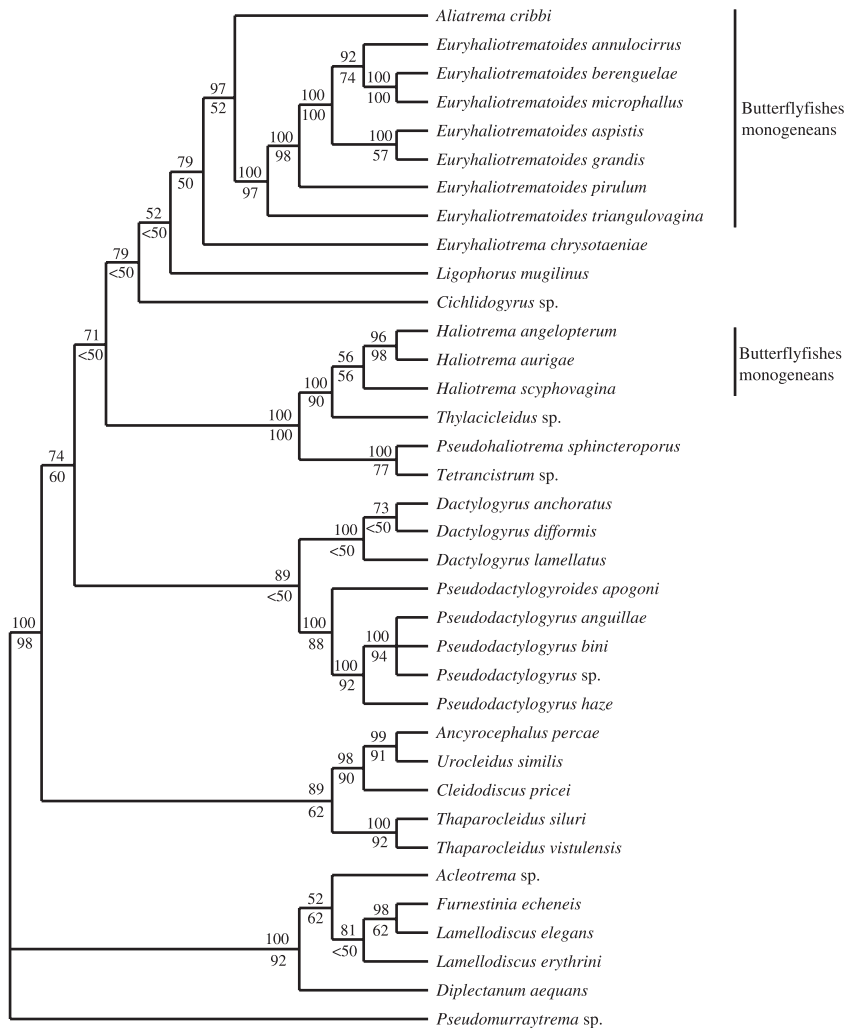 Aliatrema cribbi
Euryhaliotrematoides annulocirrus
92
74
100
Euryhaliotrematoides berenguelae
100
Euryhaliotrematoides microphallus
97
52
100
100
Butterflyfishes
monogeneans
Euryhaliotrematoides aspistis
100
57
Euryhaliotrematoides grandis
100
98
79
50
100
97
Euryhaliotrematoides pirulum
Euryhaliotrematoides triangulovagina
52
<50
Euryhaliotrema chrysotaeniae
79
<50
Ligophorus mugilinus
Cichlidogyrus sp.
71
<50
Haliotrema angelopterum
96
98
Haliotrema aurigae
Butterflyfishes
monogeneans
56
56
Haliotrema scyphovagina
100
90
Thylacicleidus sp.
100
100
Pseudohaliotrema sphincteroporus
100
77
Tetrancistrum sp.
74
60
Dactylogyrus anchoratus
73
<50
Dactylogyrus difformis
100
<50
Dactylogyrus lamellatus
89
<50
Pseudodactylogyroides apogoni
Pseudodactylogyrus anguillae
100
88
100
94
Pseudodactylogyrus bini
100
92
Pseudodactylogyrus sp.
Pseudodactylogyrus haze
100
98
Ancyrocephalus percae
99
91
Urocleidus similis
98
90
Cleidodiscus pricei
89
62
Thaparocleidus siluri
100
92
Thaparocleidus vistulensis
Acleotrema sp.
52
62
Furnestinia echeneis
98
62
Lamellodiscus elegans
81
<50
Lamellodiscus erythrini
100
92
Diplectanum aequans
Pseudomurraytrema sp.